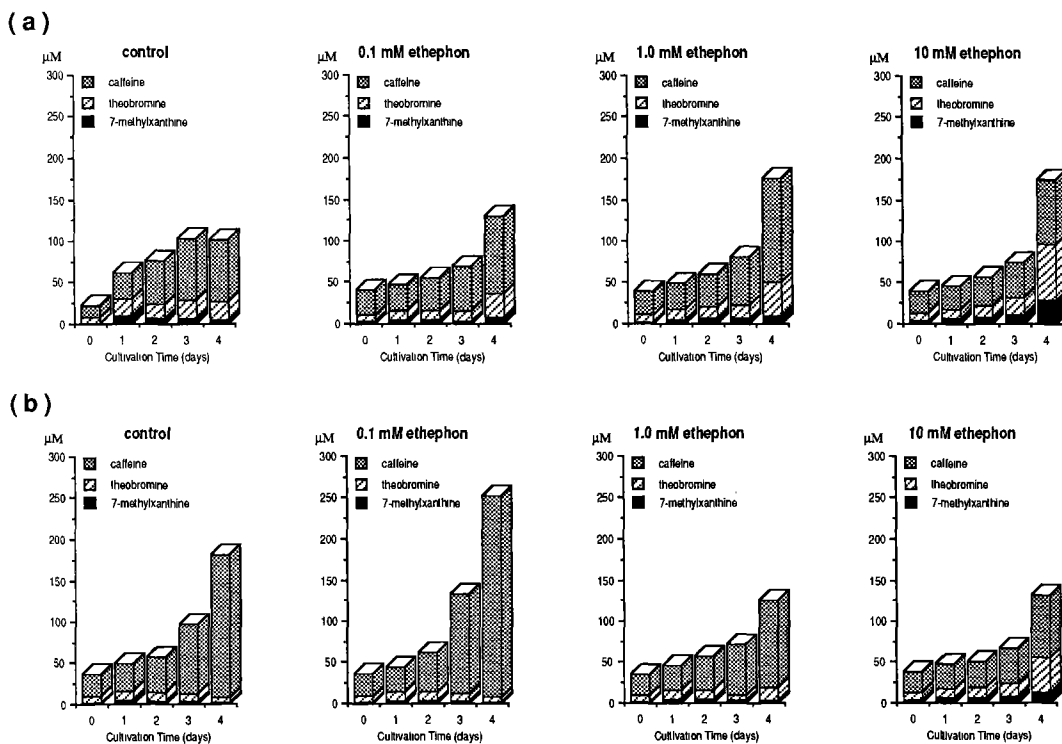 (a)
control
0.1 mM ethephon
1.0 mM ethephon
10 mM ethephon
µM
300
250
200
150
100
50
0
caffeine
theobromine
7-methylxanthine
0 1 2 3 4
Cultivation Time (days)
µM
300
250
200
150
100
50
0
caffeine
theobromine
7-methylxanthine
0 1 2 3 4
Cultivation Time (days)
µM
300
250
200
150
100
50
0
caffeine
theobromine
7-methylxanthine
0 1 2 3 4
Cultivation Time (days)
µM
300
250
200
150
100
50
0
caffeine
theobromine
7-methylxanthine
0 1 2 3 4
Cultivation Time (days)
(b)
control
0.1 mM ethephon
1.0 mM ethephon
10 mM ethephon
µM
300
250
200
150
100
50
0
caffeine
theobromine
7-methylxanthine
0 1 2 3 4
Cultivation Time (days)
µM
300
250
200
150
100
50
0
caffeine
theobromine
7-methylxanthine
0 1 2 3 4
Cultivation Time (days)
µM
300
250
200
150
100
50
0
caffeine
theobromine
7-methylxanthine
0 1 2 3 4
Cultivation Time (days)
µM
300
250
200
150
100
50
0
caffeine
theobromine
7-methylxanthine
0 1 2 3 4
Cultivation Time (days)